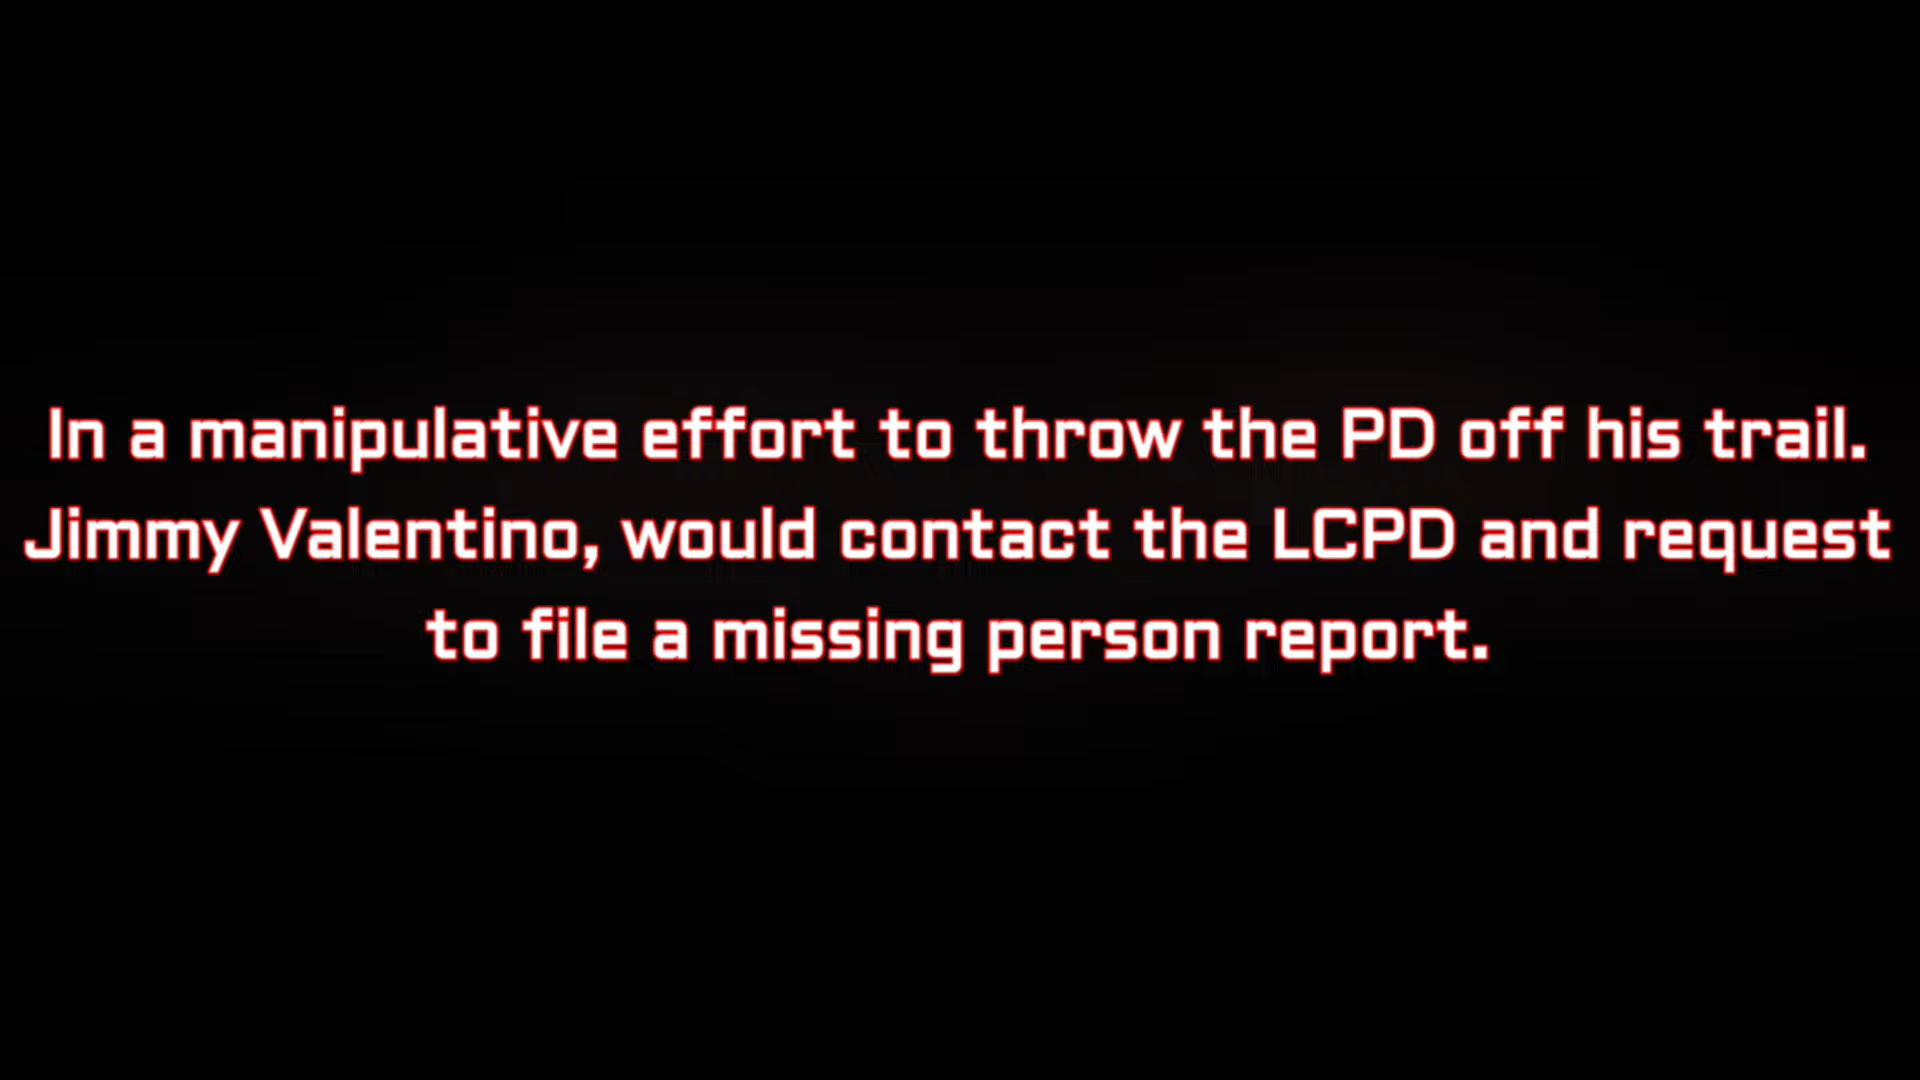 In a manipulative effort to throw the PD off his trail.
Jimmy Valentino, would contact the LCPD and request
to file a missing person report.